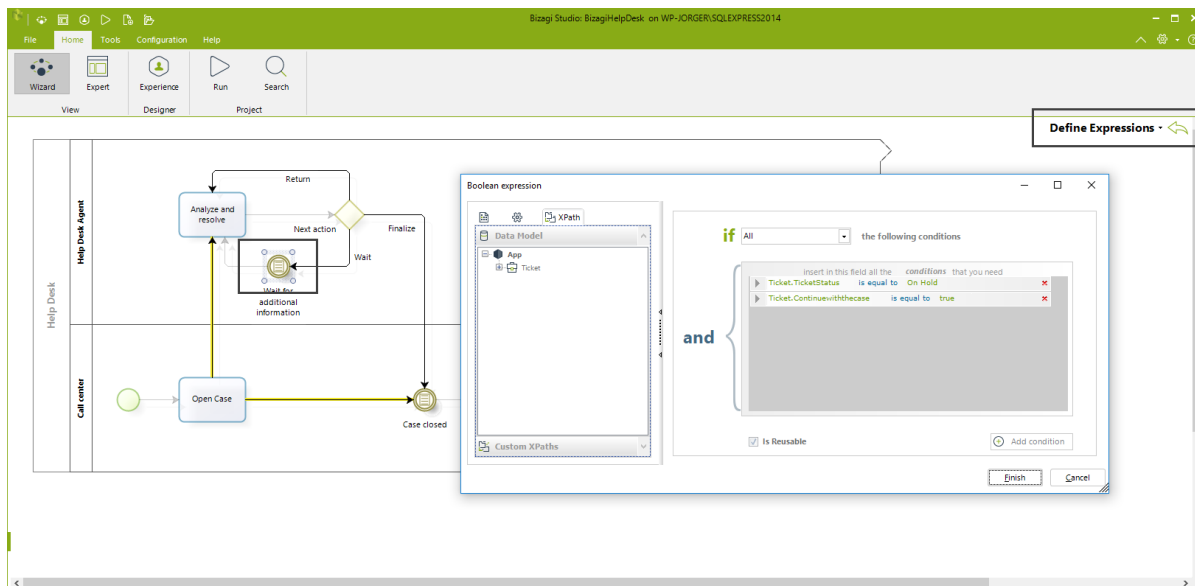 Bizagi Studio: BizagiHelpDesk on WP-JORGER\SQLEXPRESS2014
File Home Tools Configuration Help
Wizard Expert Experience Run Search
View Designer Project
Define Expressions
Help Desk
Help Desk Agent
Call center
Return
Analyze and
resolve
Next action
Finalize
Wait
Wait for
additional
information
Open Case
Case closed
Boolean expression
XPath
Data Model
App
Ticket
Custom XPaths
if All the following conditions
insert in this field all the conditions that you need
Ticket.TicketStatus is equal to On Hold
Ticket.Continuewiththecase is equal to true
and
Is Reusable
Add condition
Finish Cancel